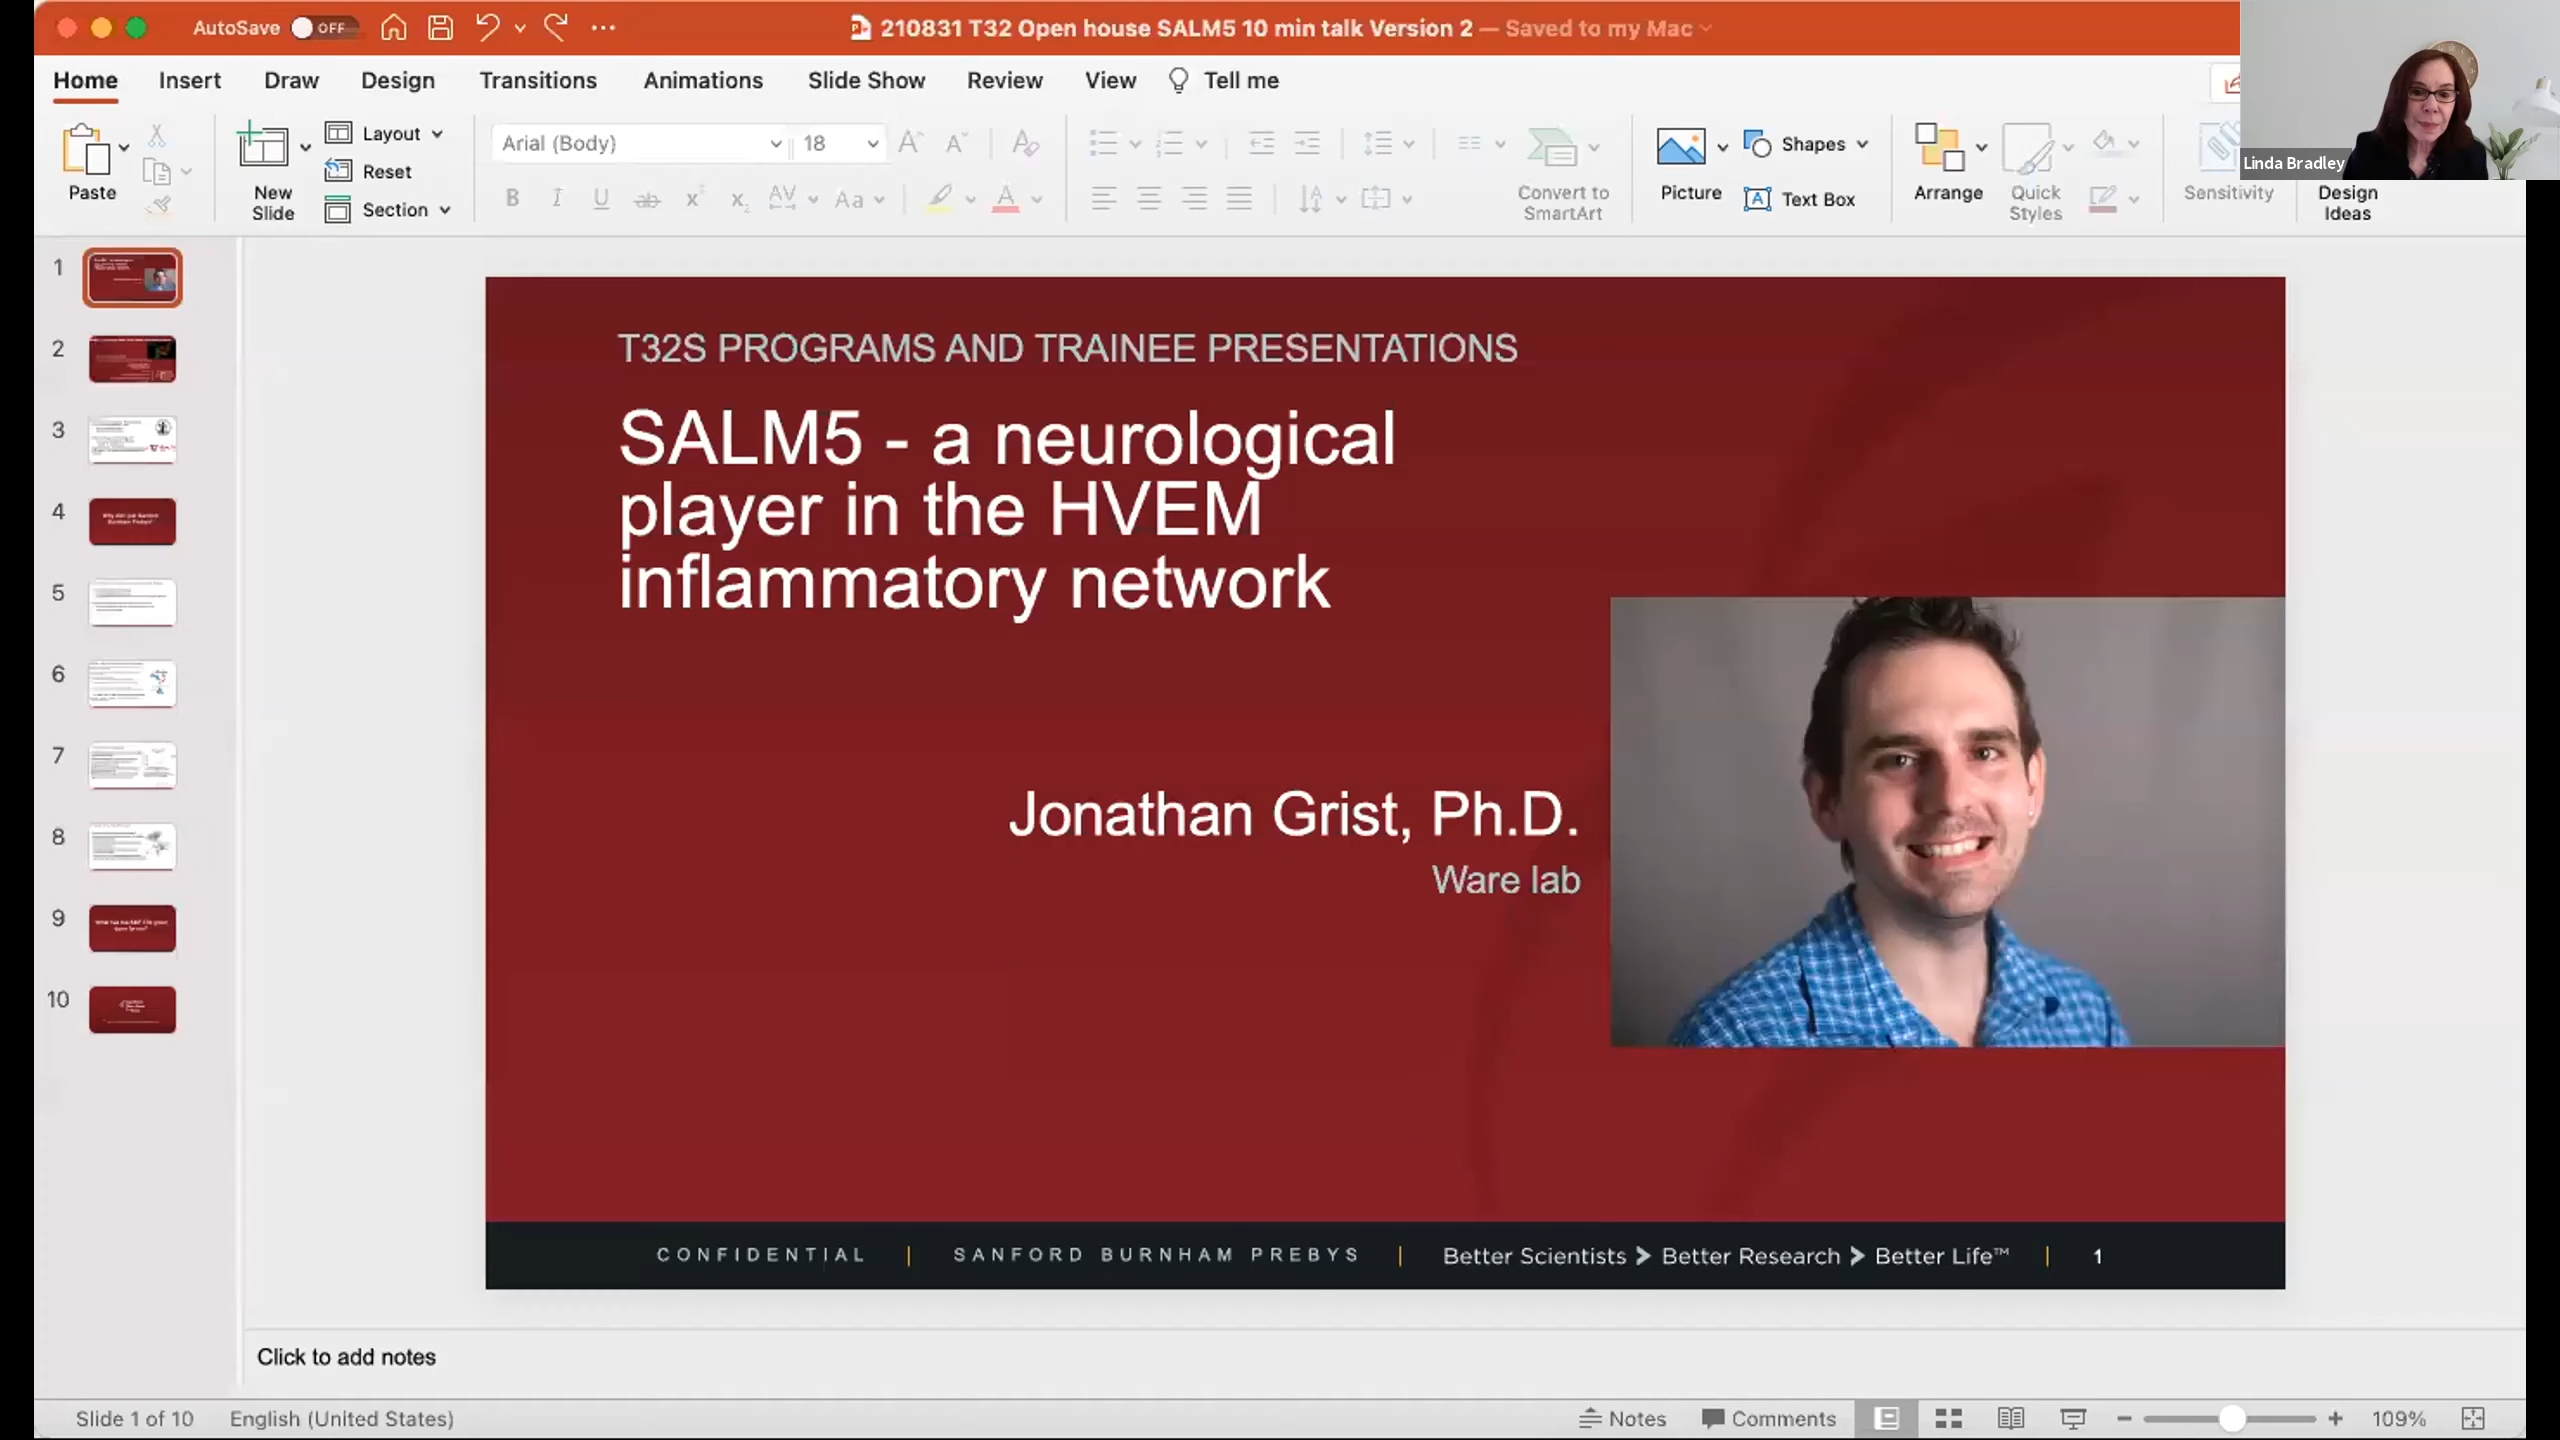 AutoSave OFF
210831 T32 Open house SALM5 10 min talk Version 2 — Saved to my Mac
Home Insert Draw Design Transitions Animations Slide Show Review View Tell me
Paste
New
Slide
Layout
Reset
Section
Arial (Body) 18
Convert to
SmartArt
Picture
Shapes
Text Box
Arrange
Quick
Styles
Sensitivity
Design
Ideas
Linda Bradley
1
2
3
4
5
6
7
8
9
10
T32S PROGRAMS AND TRAINEE PRESENTATIONS
SALM5 - a neurological
player in the HVEM
inflammatory network
Jonathan Grist, Ph.D.
Ware lab
CONFIDENTIAL | SANFORD BURNHAM PREBYS | Better Scientists > Better Research > Better Life™ | 1
Click to add notes
Slide 1 of 10 English (United States) Notes Comments 109%